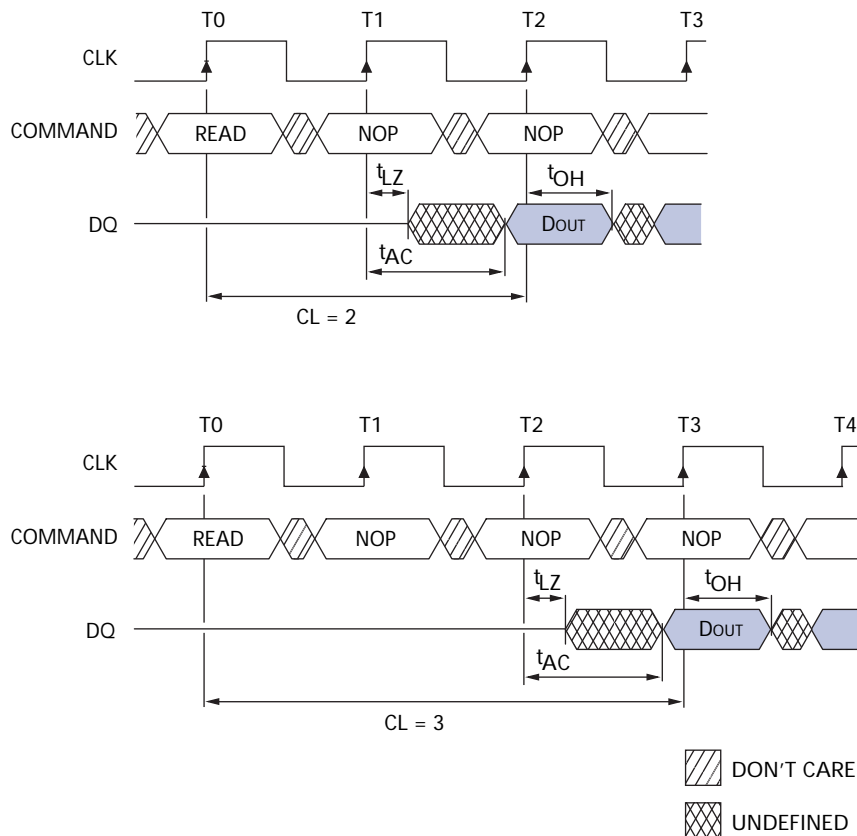 T0 T1 T2 T3
CLK
COMMAND READ NOP NOP
tLZ tOH
DQ DOUT
tAC
CL = 2
T0 T1 T2 T3 T4
CLK
COMMAND READ NOP NOP NOP
tLZ tOH
DQ DOUT
tAC
CL = 3
DON'T CARE
UNDEFINED